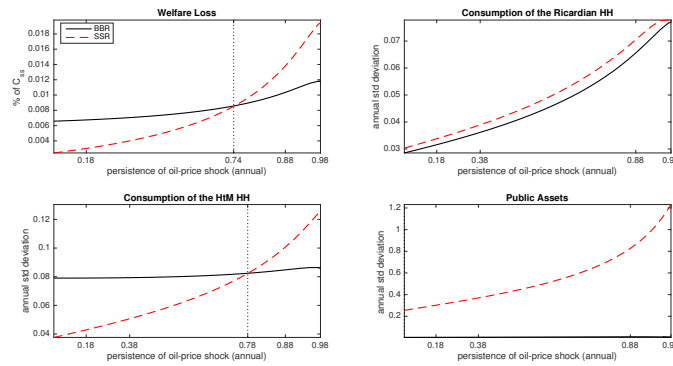 Welfare Loss
BBR
SSR
% of C_ss
0.018
0.016
0.014
0.012
0.01
0.008
0.006
0.004
0.18
0.74
0.88
0.98
persistence of oil-price shock (annual)
Consumption of the Ricardian HH
annual std deviation
0.07
0.06
0.05
0.04
0.03
0.18
0.38
0.88
0.9
persistence of oil-price shock (annual)
Consumption of the HtM HH
annual std deviation
0.12
0.1
0.08
0.06
0.04
0.18
0.38
0.78
0.88
0.98
persistence of oil-price shock (annual)
Public Assets
annual std deviation
1.2
1
0.8
0.6
0.4
0.2
0.18
0.38
0.88
0.9
persistence of oil-price shock (annual)